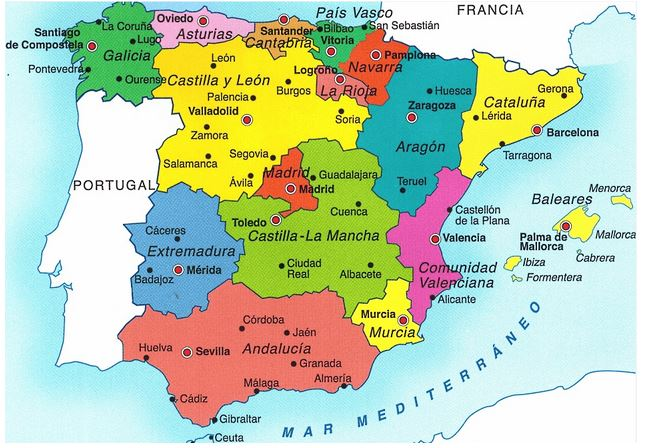 FRANCIA
PORTUGAL
MAR MEDITERRÁNEO
Galicia
Santiago
de Compostela
La Coruña
Lugo
Pontevedra
Ourense
Asturias
Oviedo
Cantabria
Santander
País Vasco
Bilbao
San Sebastián
Vitoria
Navarra
Pamplona
La Rioja
Logroño
Castilla y León
León
Palencia
Burgos
Valladolid
Zamora
Soria
Salamanca
Segovia
Ávila
Aragón
Huesca
Zaragoza
Teruel
Cataluña
Gerona
Lérida
Barcelona
Tarragona
Madrid
Madrid
Castilla-La Mancha
Guadalajara
Cuenca
Toledo
Ciudad
Real
Albacete
Extremadura
Cáceres
Mérida
Badajoz
Comunidad
Valenciana
Castellón
de la Plana
Valencia
Alicante
Baleares
Menorca
Mallorca
Palma de
Mallorca
Cabrera
Ibiza
Formentera
Murcia
Murcia
Andalucía
Córdoba
Jaén
Huelva
Sevilla
Granada
Almería
Málaga
Cádiz
Gibraltar
Ceuta